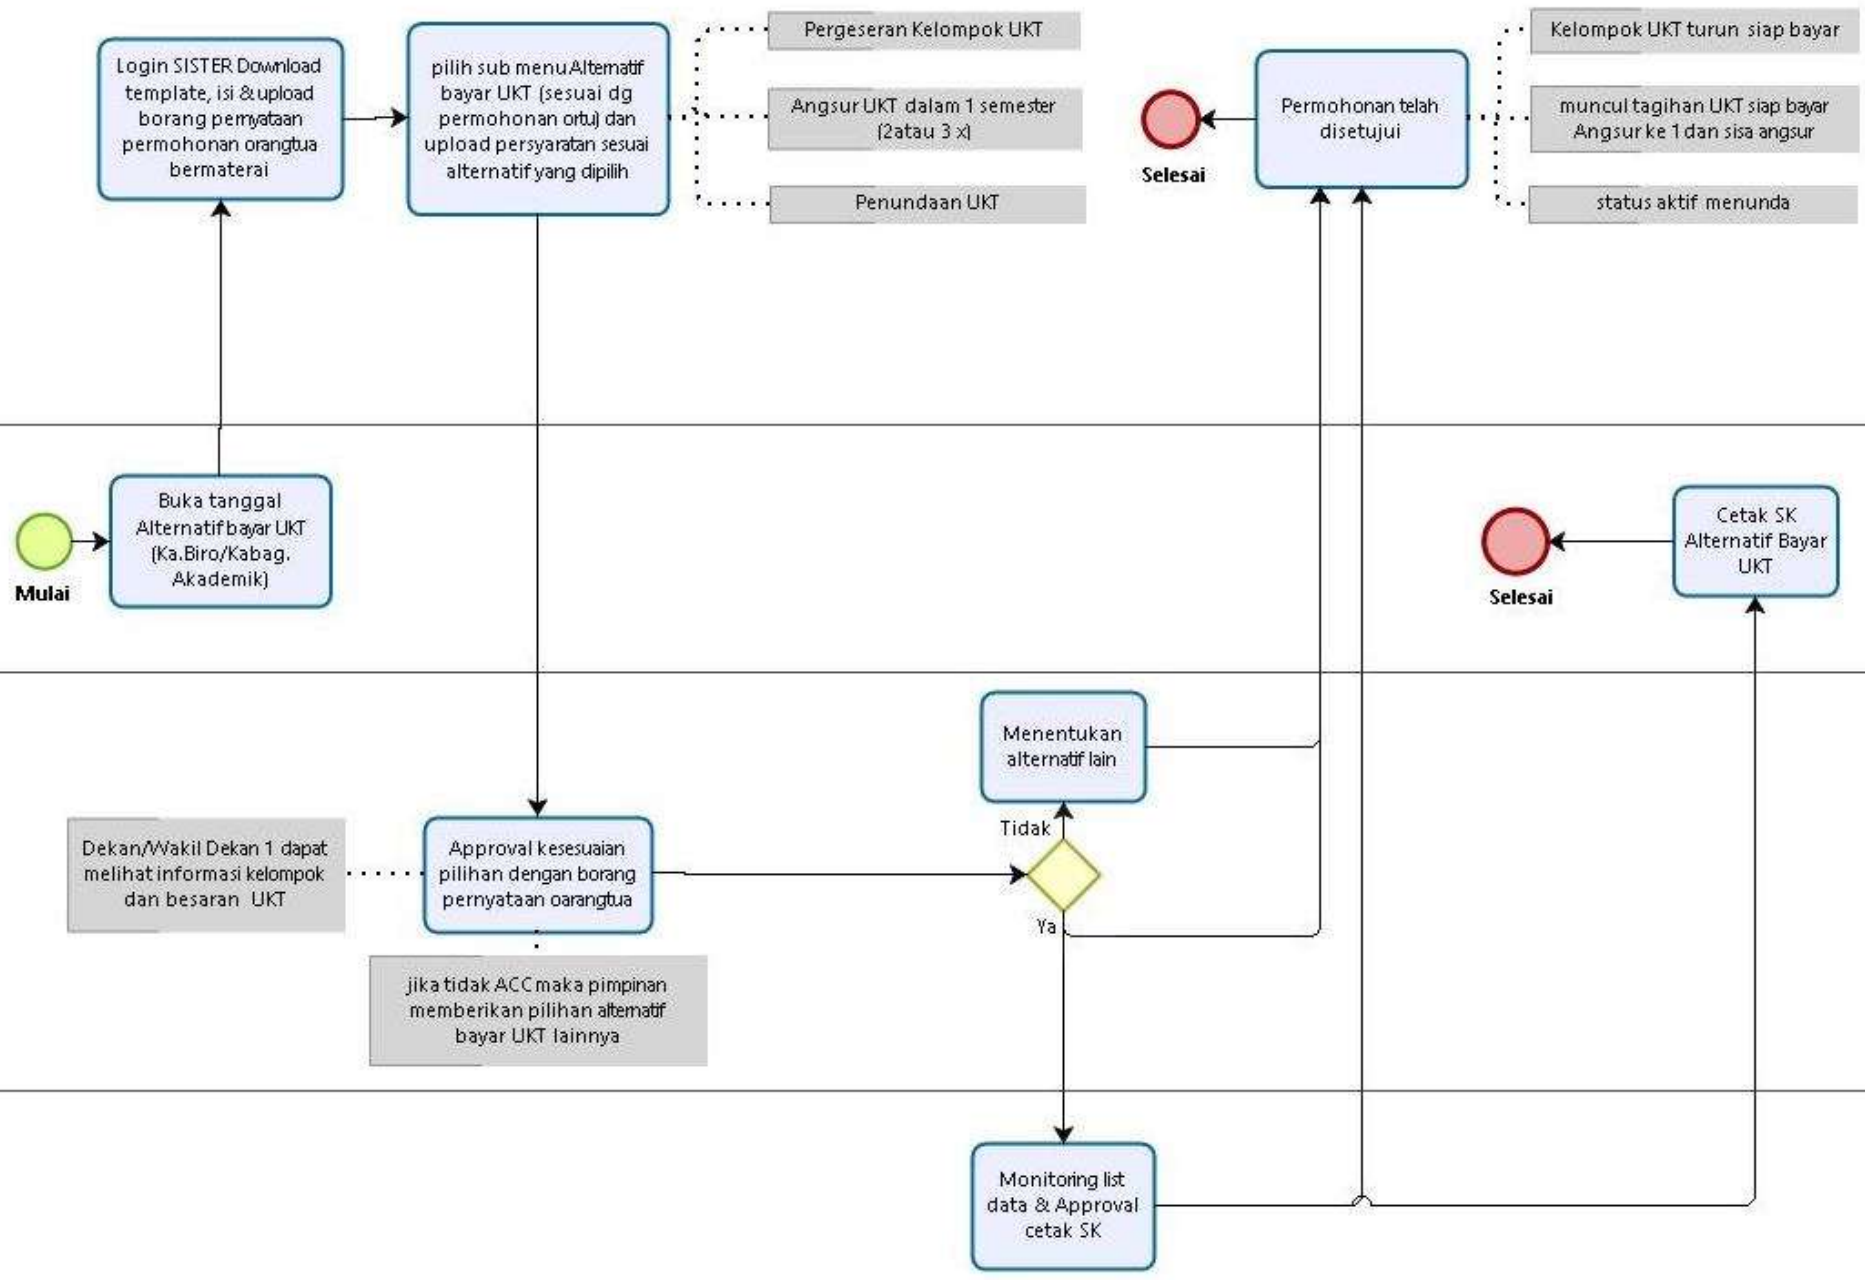 Login SISTER Download
template, isi & upload
borang pernyataan
permohonan orangtua
bermaterai
pilih sub menu Alternatif
bayar UKT (sesuai dg
permohonan ortu) dan
upload persyaratan sesuai
alternatif yang dipilih
Pergeseran Kelompok UKT
Angsur UKT dalam 1 semester
(2atau 3 x)
Penundaan UKT
Selesai
Permohonan telah
disetujui
Kelompok UKT turun siap bayar
muncul tagihan UKT siap bayar
Angsur ke 1 dan sisa angsur
status aktif menunda
Mulai
Buka tanggal
Alternatif bayar UKT
(Ka.Biro/Kabag.
Akademik)
Selesai
Cetak SK
Alternatif Bayar
UKT
Menentukan
alternatif lain
Tidak
Ya
Dekan/Wakil Dekan 1 dapat
melihat informasi kelompok
dan besaran UKT
Approval kesesuaian
pilihan dengan borang
pernyataan oarangtua
jika tidak ACC maka pimpinan
memberikan pilihan alternatif
bayar UKT lainnya
Monitoring list
data & Approval
cetak SK